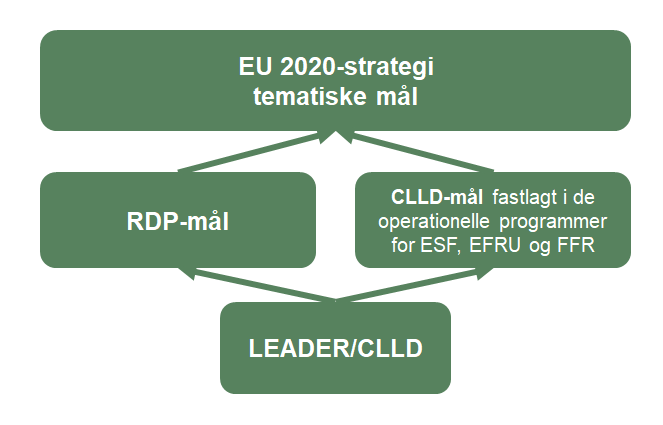 EU 2020-strategi
tematiske mål
RDP-mål
CLLD-mål fastlagt i de
operationelle programmer
for ESF, EFRU og FFR
LEADER/CLLD